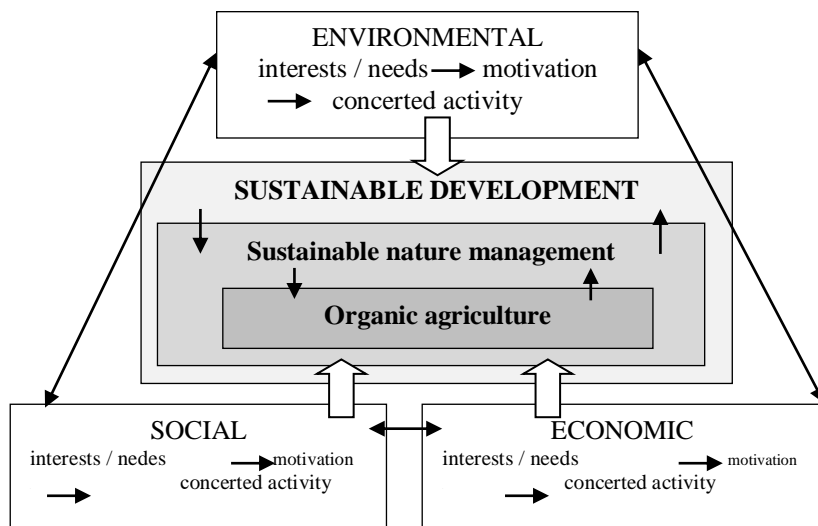 ENVIRONMENTAL
interests / needs motivation
concerted activity
SUSTAINABLE DEVELOPMENT
Sustainable nature management
Organic agriculture
SOCIAL
interests / nedes motivation
concerted activity
ECONOMIC
interests / needs motivation
concerted activity